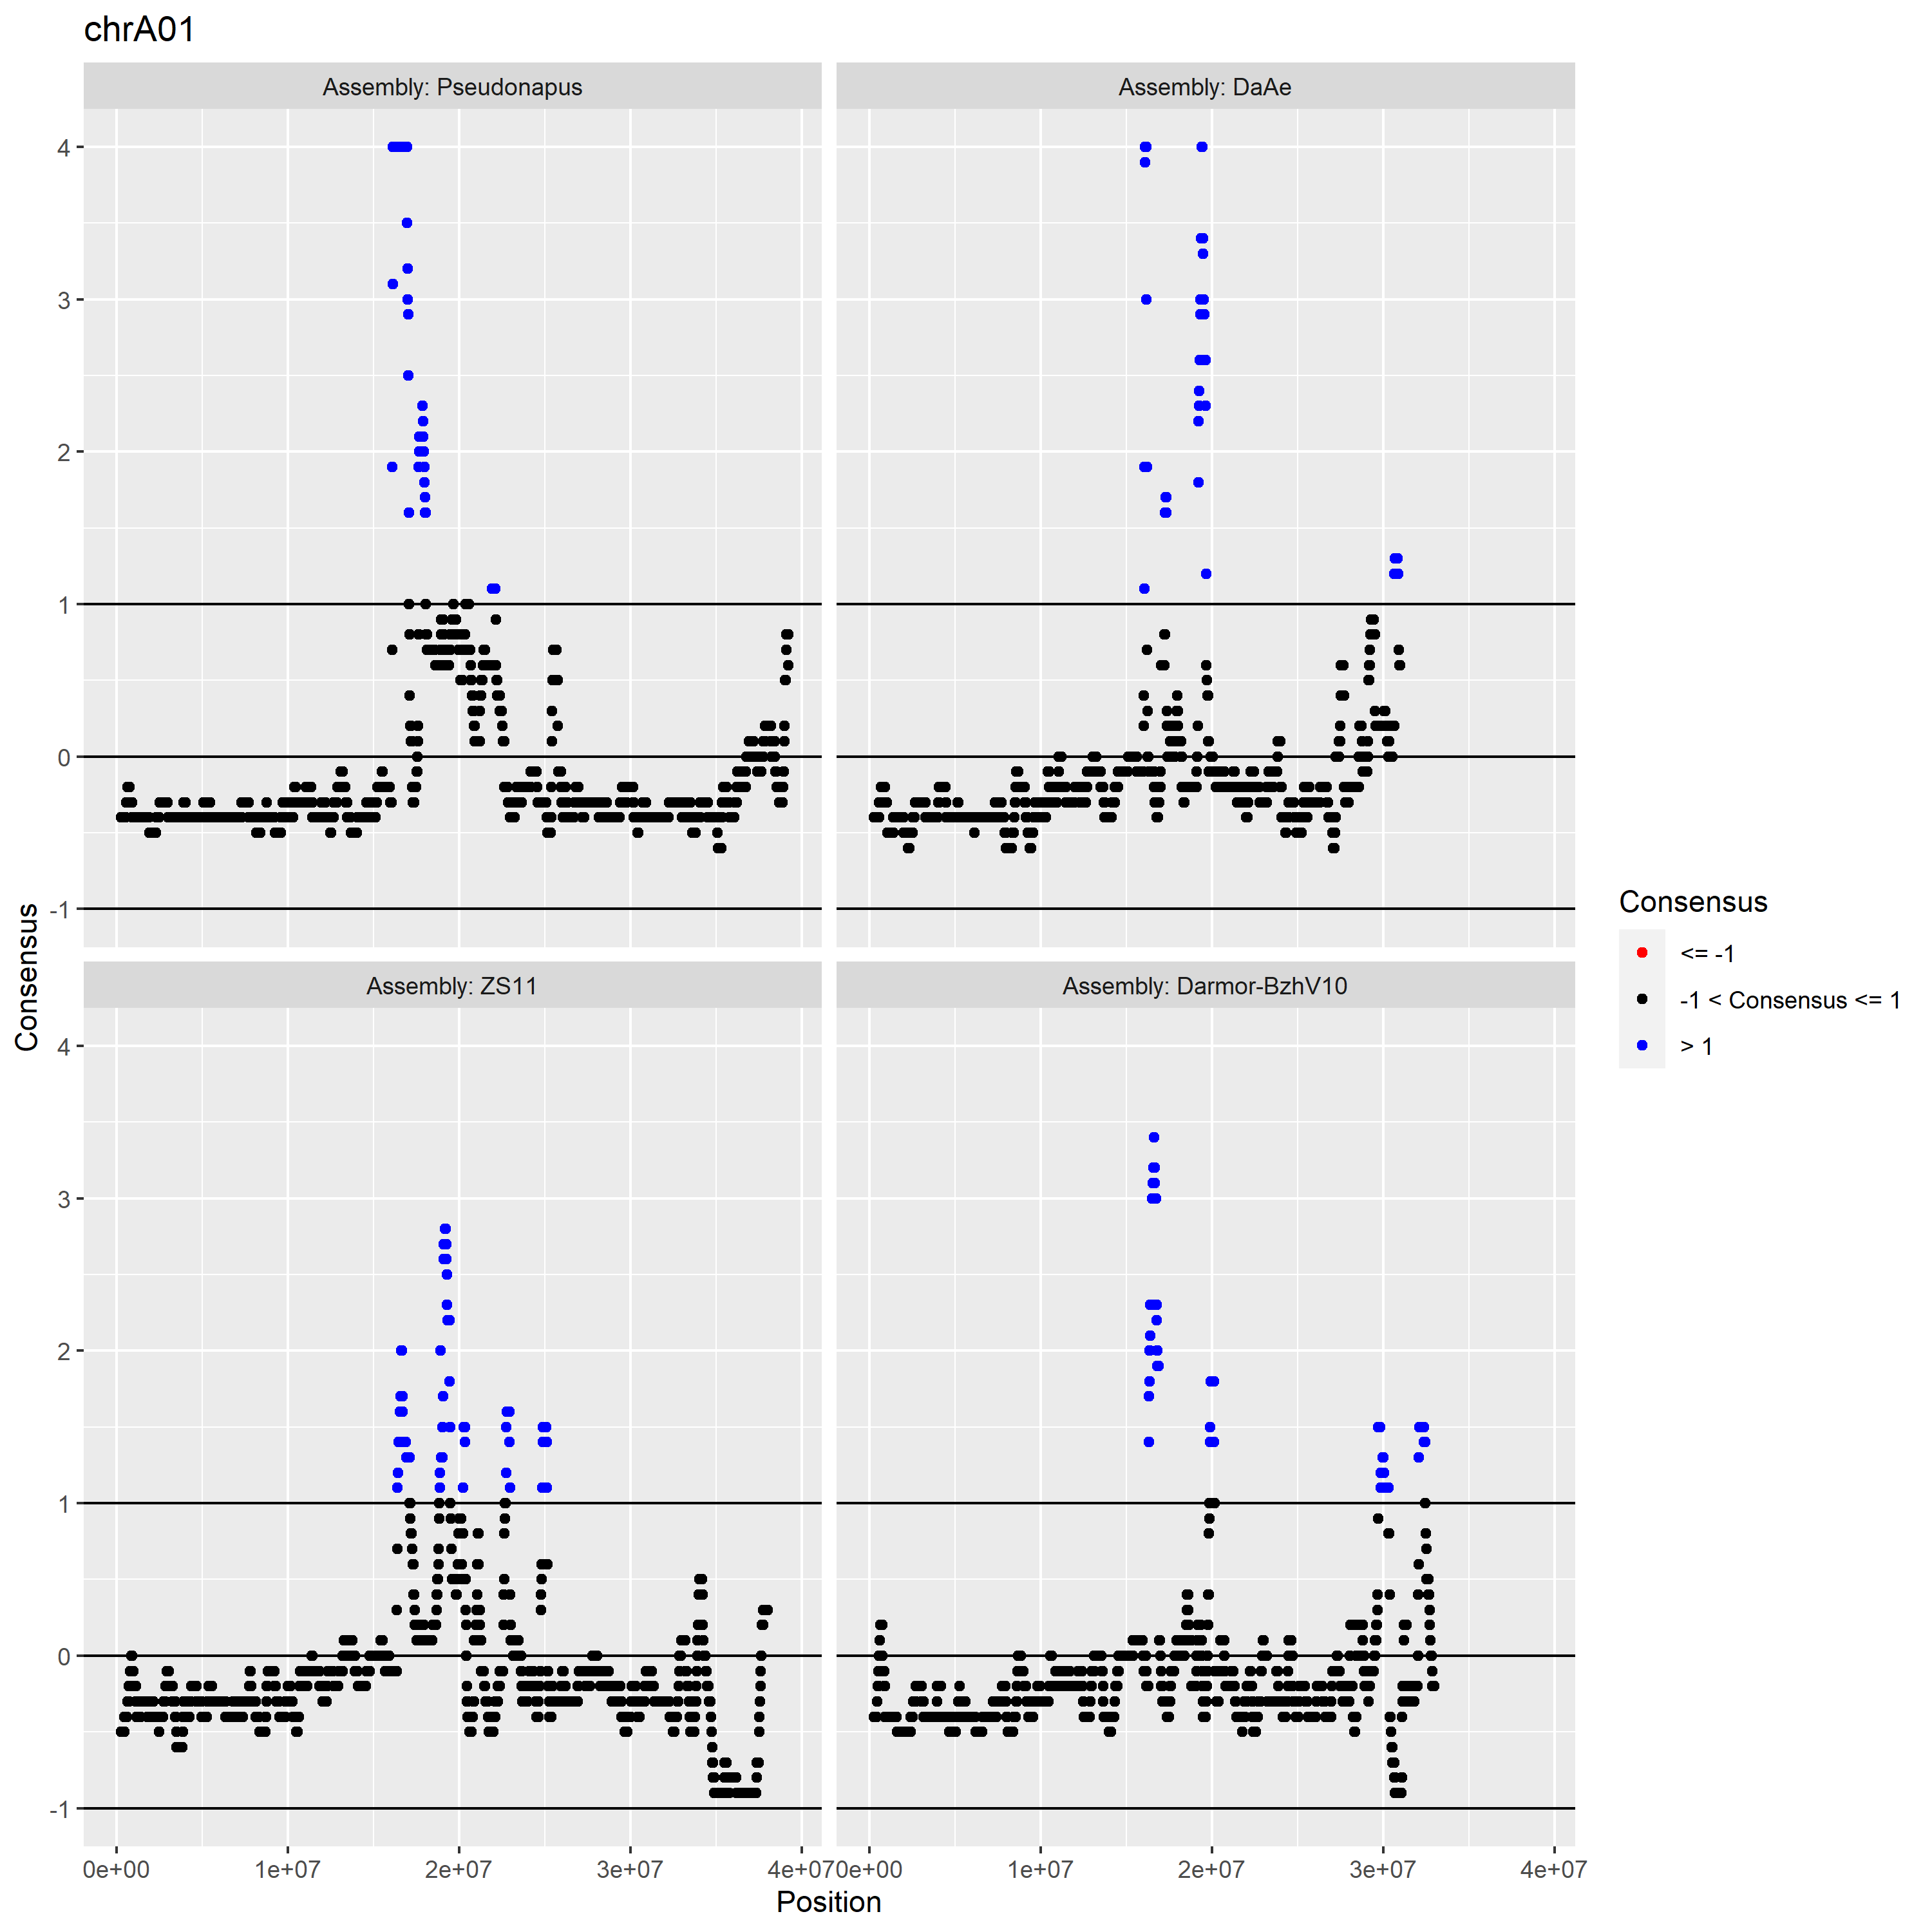 chrA01
Assembly: Pseudonapus
Assembly: DaAe
4
3
2
1
0
-1
Consensus
Assembly: ZS11
Assembly: Darmor-BzhV10
4
3
2
1
0
-1
0e+00 1e+07 2e+07 3e+07 4e+07 0e+00 1e+07 2e+07 3e+07 4e+07
Position
Consensus
<= -1
-1 < Consensus <= 1
> 1